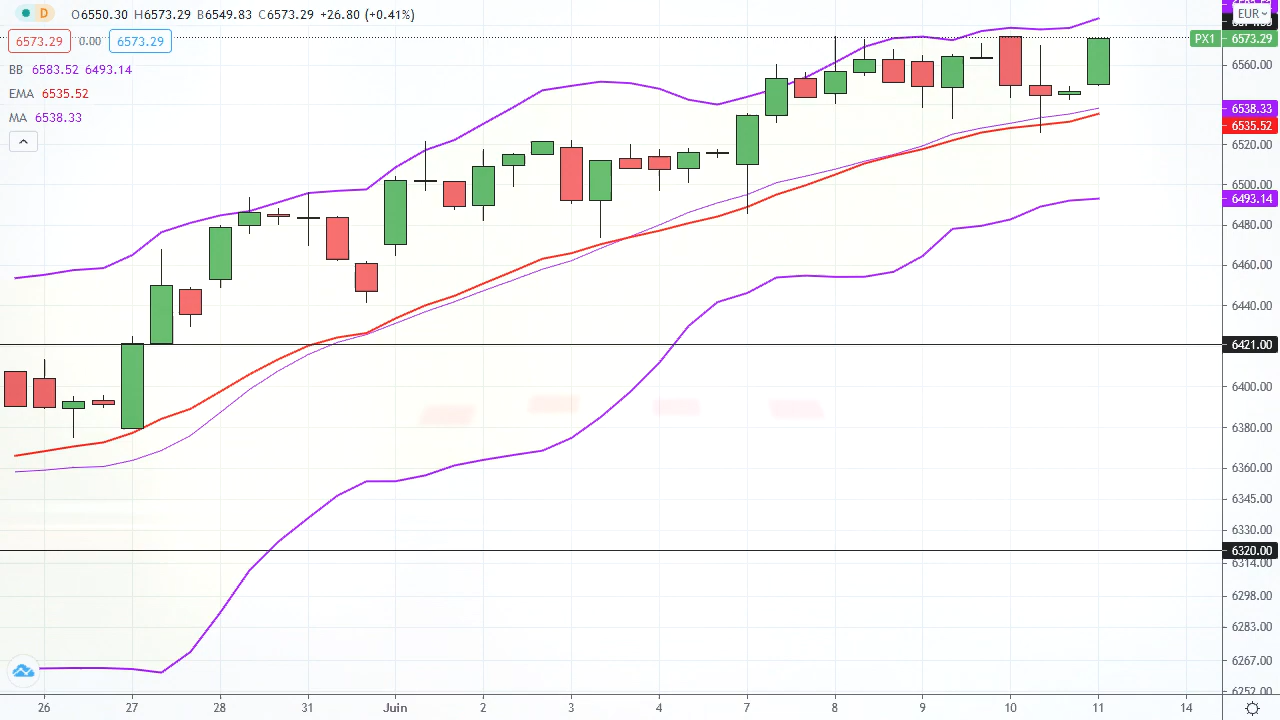 D O6550.30 H6573.29 B6549.83 C6573.29 +26.80 (+0.41%)
6573.29 0.00 6573.29
BB 6583.52 6493.14
EMA 6535.52
MA 6538.33
EUR
PX1 6573.29
6560.00
6538.33
6535.52
6520.00
6500.00
6493.14
6480.00
6460.00
6440.00
6421.00
6400.00
6380.00
6360.00
6345.00
6330.00
6320.00
6314.00
6298.00
6283.00
6267.00
6252.00
26 27 28 31 Juin 2 3 4 7 8 9 10 11 14